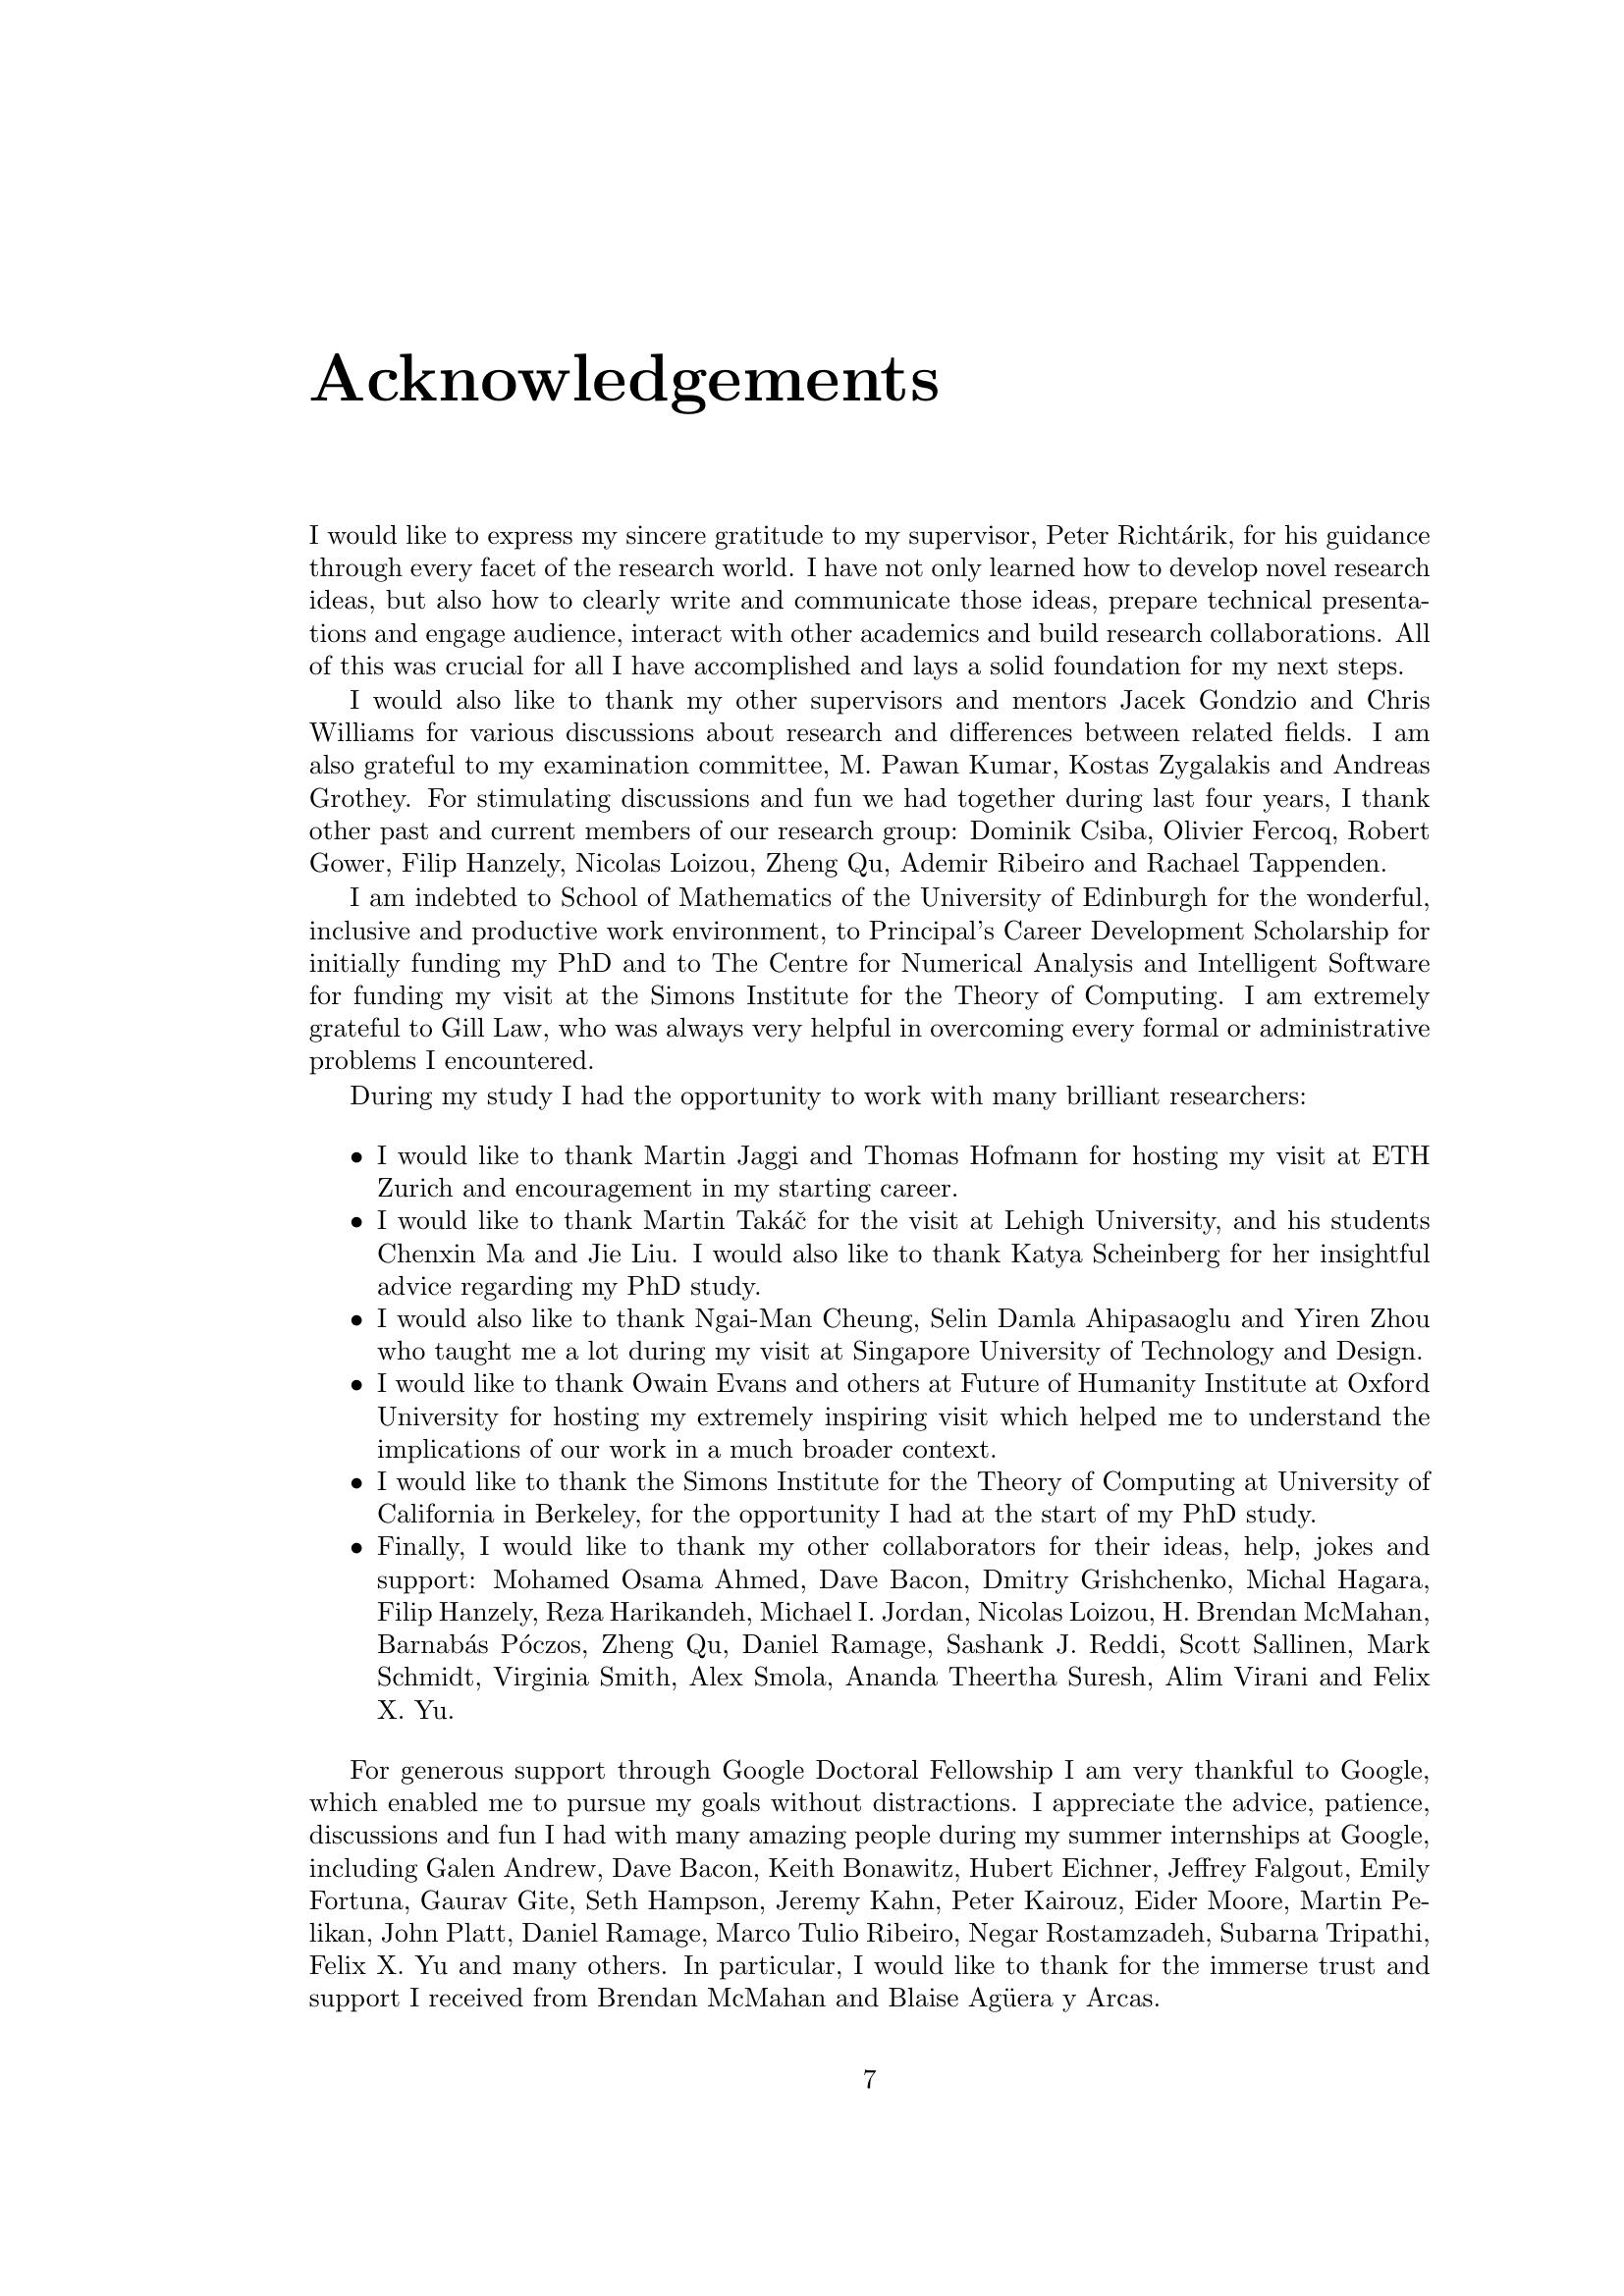 Acknowledgements
I would like to express my sincere gratitude to my supervisor, Peter Richtárik, for his guidance
through every facet of the research world. I have not only learned how to develop novel research
ideas, but also how to clearly write and communicate those ideas, prepare technical presenta-
tions and engage audience, interact with other academics and build research collaborations. All
of this was crucial for all I have accomplished and lays a solid foundation for my next steps.
I would also like to thank my other supervisors and mentors Jacek Gondzio and Chris
Williams for various discussions about research and differences between related fields. I am
also grateful to my examination committee, M. Pawan Kumar, Kostas Zygalakis and Andreas
Grothey. For stimulating discussions and fun we had together during last four years, I thank
other past and current members of our research group: Dominik Csiba, Olivier Fercoq, Robert
Gower, Filip Hanzely, Nicolas Loizou, Zheng Qu, Ademir Ribeiro and Rachael Tappenden.
I am indebted to School of Mathematics of the University of Edinburgh for the wonderful,
inclusive and productive work environment, to Principal's Career Development Scholarship for
initially funding my PhD and to The Centre for Numerical Analysis and Intelligent Software
for funding my visit at the Simons Institute for the Theory of Computing. I am extremely
grateful to Gill Law, who was always very helpful in overcoming every formal or administrative
problems I encountered.
During my study I had the opportunity to work with many brilliant researchers:
• I would like to thank Martin Jaggi and Thomas Hofmann for hosting my visit at ETH
Zurich and encouragement in my starting career.
• I would like to thank Martin Takáč for the visit at Lehigh University, and his students
Chenxin Ma and Jie Liu. I would also like to thank Katya Scheinberg for her insightful
advice regarding my PhD study.
• I would also like to thank Ngai-Man Cheung, Selin Damla Ahipasaoglu and Yiren Zhou
who taught me a lot during my visit at Singapore University of Technology and Design.
• I would like to thank Owain Evans and others at Future of Humanity Institute at Oxford
University for hosting my extremely inspiring visit which helped me to understand the
implications of our work in a much broader context.
• I would like to thank the Simons Institute for the Theory of Computing at University of
California in Berkeley, for the opportunity I had at the start of my PhD study.
• Finally, I would like to thank my other collaborators for their ideas, help, jokes and
support: Mohamed Osama Ahmed, Dave Bacon, Dmitry Grishchenko, Michal Hagara,
Filip Hanzely, Reza Harikandeh, Michael I. Jordan, Nicolas Loizou, H. Brendan McMahan,
Barnabás Póczos, Zheng Qu, Daniel Ramage, Sashank J. Reddi, Scott Sallinen, Mark
Schmidt, Virginia Smith, Alex Smola, Ananda Theertha Suresh, Alim Virani and Felix
X. Yu.
For generous support through Google Doctoral Fellowship I am very thankful to Google,
which enabled me to pursue my goals without distractions. I appreciate the advice, patience,
discussions and fun I had with many amazing people during my summer internships at Google,
including Galen Andrew, Dave Bacon, Keith Bonawitz, Hubert Eichner, Jeffrey Falgout, Emily
Fortuna, Gaurav Gite, Seth Hampson, Jeremy Kahn, Peter Kairouz, Eider Moore, Martin Pe-
likan, John Platt, Daniel Ramage, Marco Tulio Ribeiro, Negar Rostamzadeh, Subarna Tripathi,
Felix X. Yu and many others. In particular, I would like to thank for the immerse trust and
support I received from Brendan McMahan and Blaise Agüera y Arcas.
7